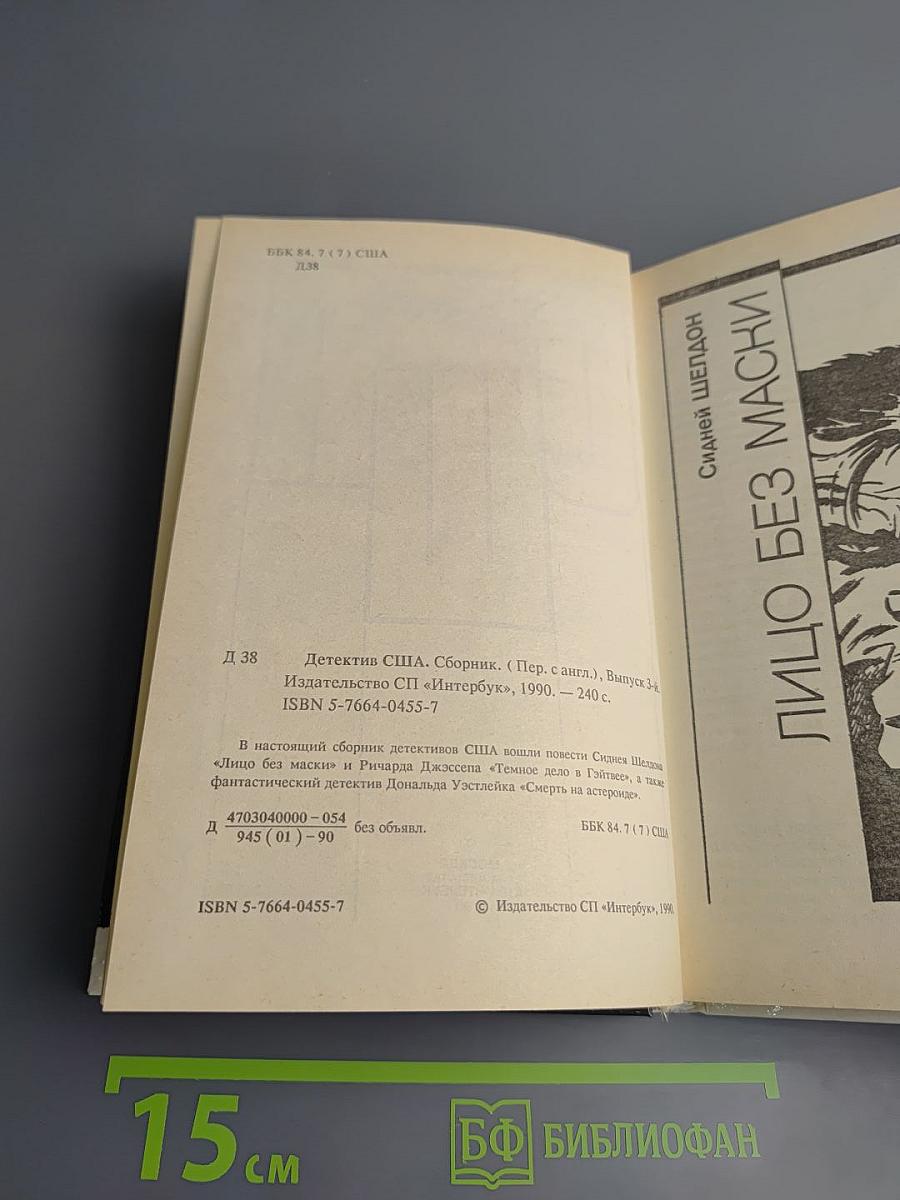 ББК 84. 7 ( 7 ) США
Д38
Д 38 Детектив США. Сборник. ( Пер. с англ.), Выпуск 3-й.
Издательство СП «Интербук», 1990. — 240 с.
ISBN 5-7664-0455-7
В настоящий сборник детективов США вошли повести Сиднея Шелдона
«Лицо без маски» и Ричарда Джэссепа «Темное дело в Гэйтвее», а также
фантастический детектив Дональда Уэстлейка «Смерть на астероиде».
Д 4703040000 – 054
945 ( 01 ) – 90 без объявл.
ББК 84. 7 ( 7 ) США
ISBN 5-7664-0455-7
© Издательство СП «Интербук», 1990
Сидней ШЕЛДОН
ЛИЦО БЕЗ МАСКИ
15 см
БФ БИБЛИОФАН